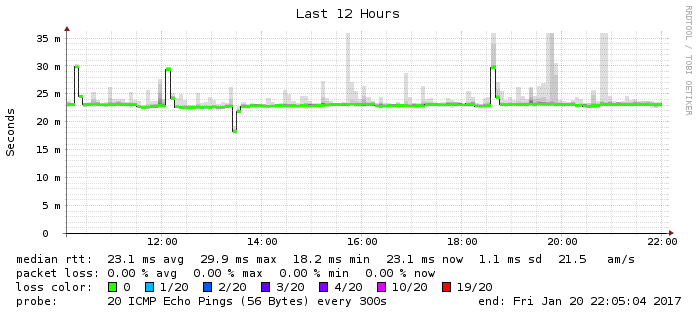 Last 12 Hours
RRDTOOL / TOBI OETIKER
Seconds
35 m
30 m
25 m
20 m
15 m
10 m
5 m
0
12:00 14:00 16:00 18:00 20:00 22:00
median rtt: 23.1 ms avg 29.9 ms max 18.2 ms min 23.1 ms now 1.1 ms sd 21.5 am/s
packet loss: 0.00 % avg 0.00 % max 0.00 % min 0.00 % now
loss color: 0 1/20 2/20 3/20 4/20 10/20 19/20
probe: 20 ICMP Echo Pings (56 Bytes) every 300s end: Fri Jan 20 22:05:04 2017